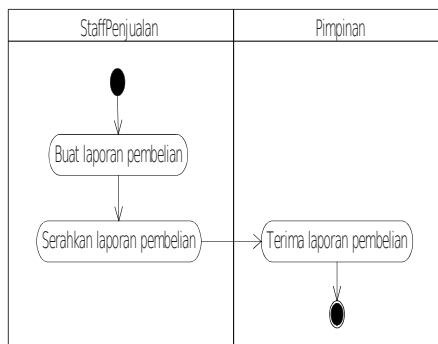 StaffPenjualan
Pimpinan
Buat laporan pembelian
Serahkan laporan pembelian
Terima laporan pembelian